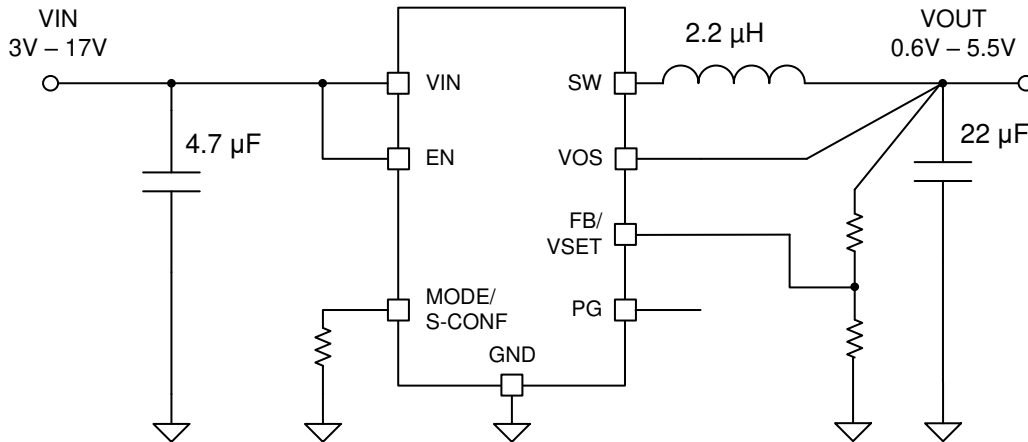 VIN
3V – 17V
4.7 µF
VIN
EN
MODE/
S-CONF
GND
SW
VOS
FB/
VSET
PG
2.2 µH
VOUT
0.6V – 5.5V
22 µF